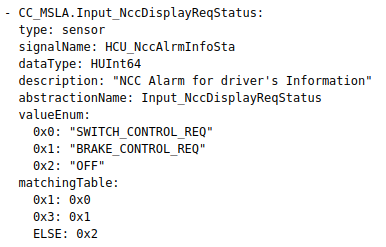 - CC_MSLA.Input_NccDisplayReqStatus:
  type: sensor
  signalName: HCU_NccAlrmInfoSta
  dataType: HUInt64
  description: "NCC Alarm for driver's Information"
  abstractionName: Input_NccDisplayReqStatus
  valueEnum:
    0x0: "SWITCH_CONTROL_REQ"
    0x1: "BRAKE_CONTROL_REQ"
    0x2: "OFF"
  matchingTable:
    0x1: 0x0
    0x3: 0x1
    ELSE: 0x2